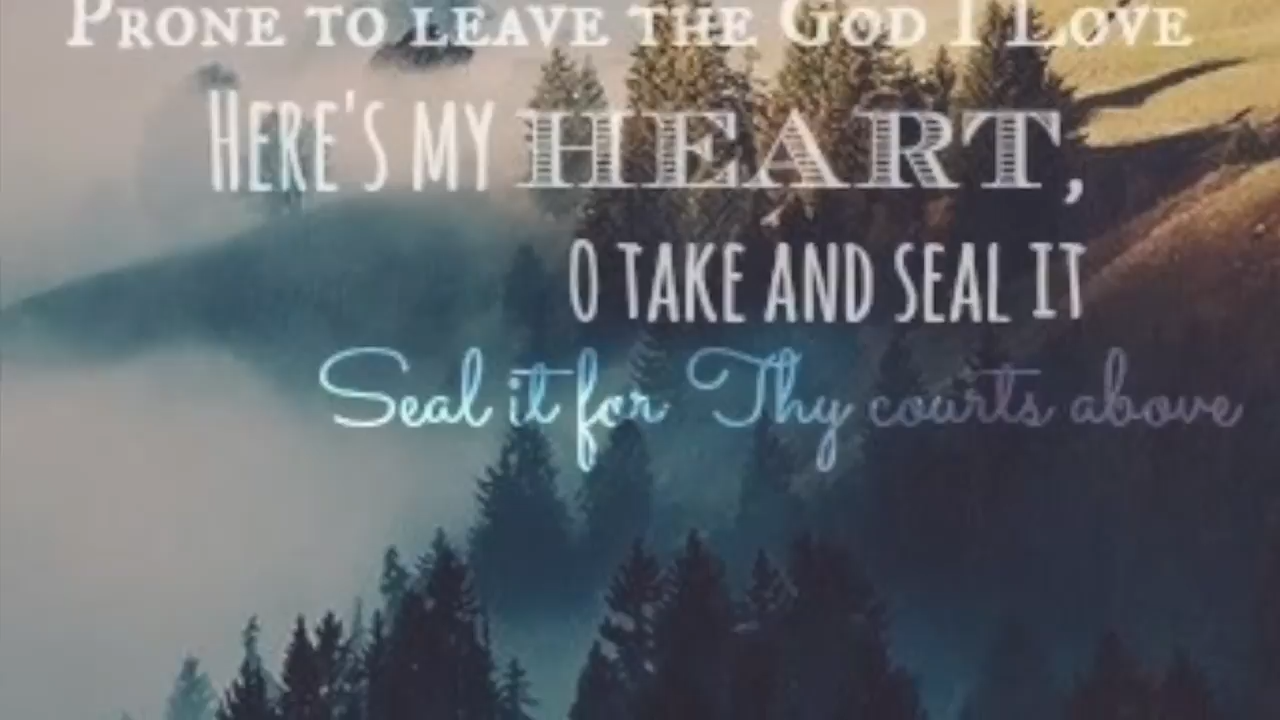 PRONE TO LEAVE THE GOD I LOVE
HERE'S MY HEART,
O TAKE AND SEAL IT
Seal it for Thy courts above